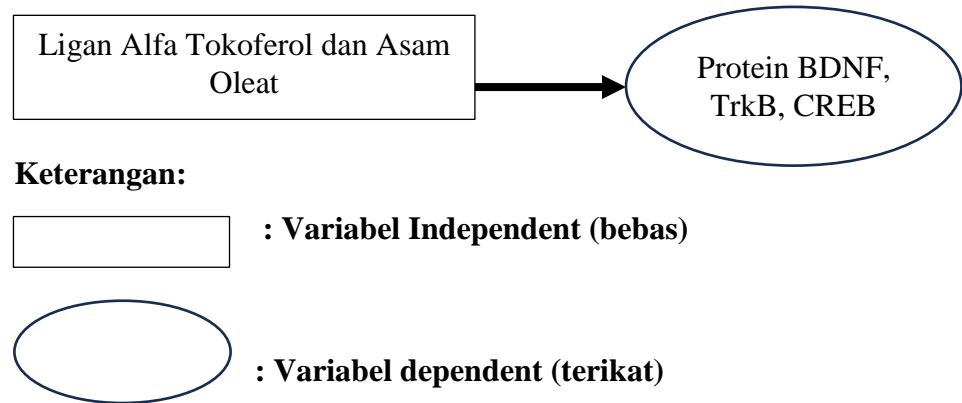 Ligan Alfa Tokoferol dan Asam
Oleat
Protein BDNF,
TrkB, CREB
Keterangan:
: Variabel Independent (bebas)
: Variabel dependent (terikat)